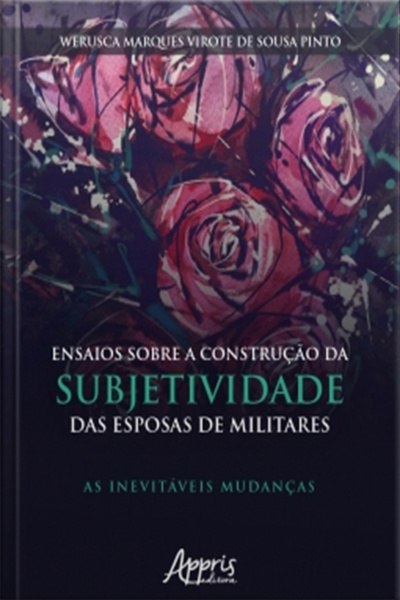 WERUSCA MARQUES VIROTE DE SOUSA PINTO
ENSAIOS SOBRE A CONSTRUÇÃO DA
SUBJETIVIDADE
DAS ESPOSAS DE MILITARES
AS INEVITÁVEIS MUDANÇAS
Appris
editora